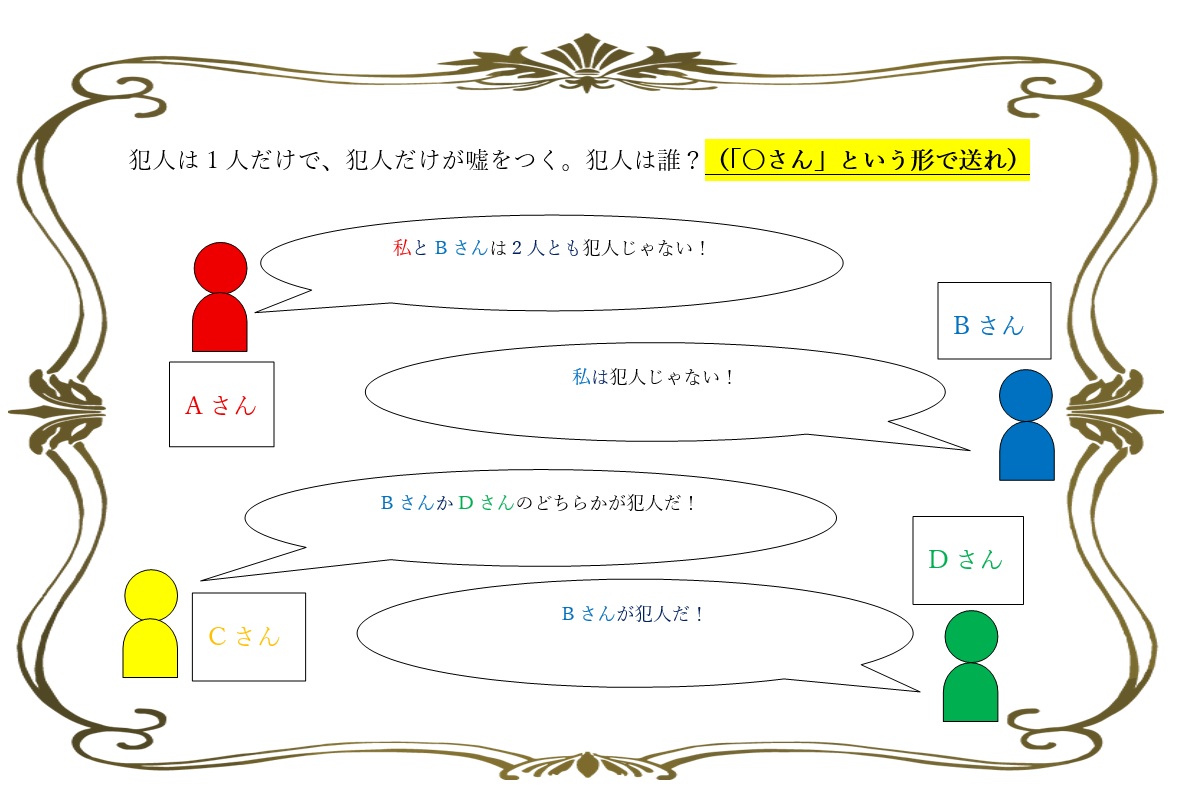 犯人は1人だけで、犯人だけが嘘をつく。犯人は誰?(「〇さん」という形で送れ)
私とBさんは2人とも犯人じゃない!
Bさん
私は犯人じゃない!
Aさん
BさんかDさんのどちらかが犯人だ!
Dさん
Bさんが犯人だ!
Cさん